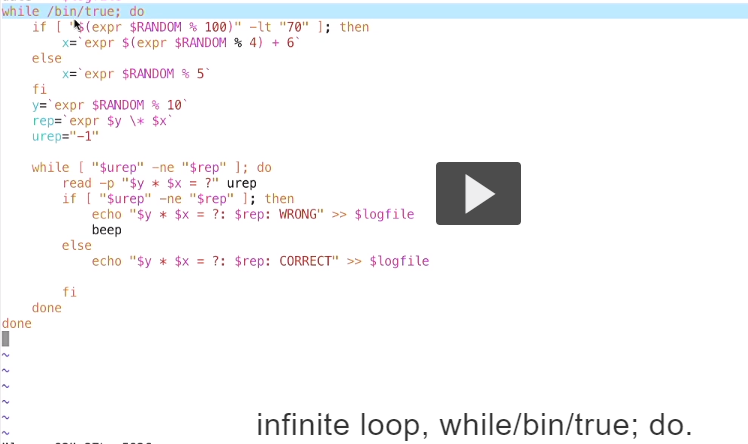 while /bin/true; do
    if [ "$(expr $RANDOM % 100)" -lt "70" ]; then
        x=`expr $(expr $RANDOM % 4) + 6`
    else
        x=`expr $RANDOM % 5`
    fi
    y=`expr $RANDOM % 10`
    rep=`expr $y \* $x`
    urep="-1"
    while [ "$urep" -ne "$rep" ]; do
        read -p "$y * $x = ?" urep
        if [ "$urep" -ne "$rep" ]; then
            echo "$y * $x = ?: $rep: WRONG" >> $logfile
            beep
        else
            echo "$y * $x = ?: $rep: CORRECT" >> $logfile
        fi
    done
done
~
~
~
~
~
~
infinite loop, while/bin/true; do.